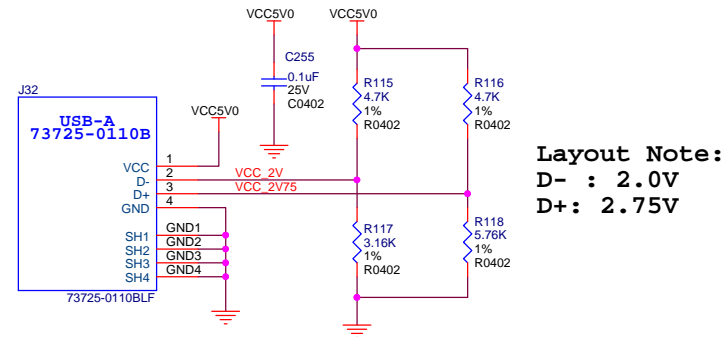 VCC5V0
VCC5V0
C255
0.1uF
25V
C0402
R115
4.7K
1%
R0402
R116
4.7K
1%
R0402
J32
USB-A
73725-0110B
VCC5V0
VCC
1
D-
2
VCC_2V
D+
3
VCC_2V75
GND
4
SH1
GND1
SH2
GND2
SH3
GND3
SH4
GND4
73725-0110BLF
R117
3.16K
1%
R0402
R118
5.76K
1%
R0402
Layout Note:
D- : 2.0V
D+: 2.75V